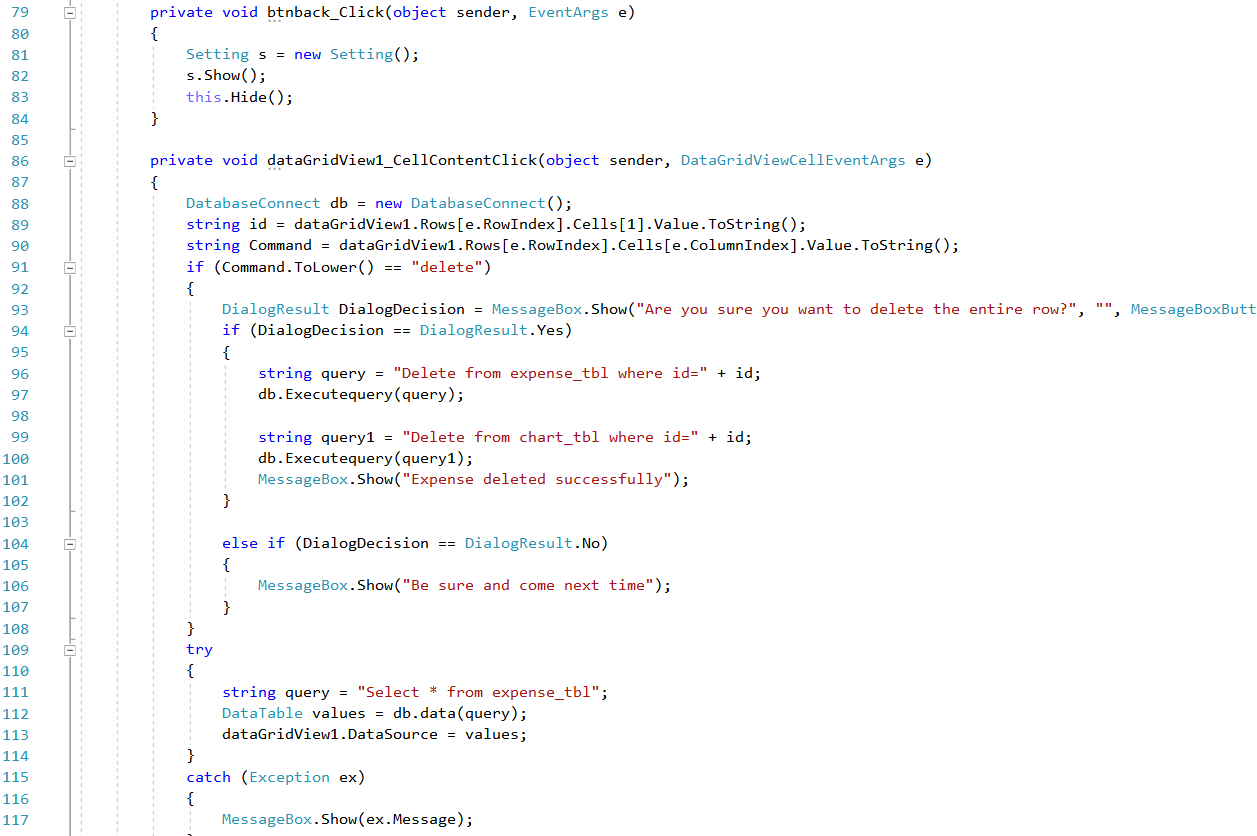 79 private void btnback_Click(object sender, EventArgs e)
80 {
81 Setting s = new Setting();
82 s.Show();
83 this.Hide();
84 }
85
86 private void dataGridView1_CellContentClick(object sender, DataGridViewCellEventArgs e)
87 {
88 DatabaseConnect db = new DatabaseConnect();
89 string id = dataGridView1.Rows[e.RowIndex].Cells[1].Value.ToString();
90 string Command = dataGridView1.Rows[e.RowIndex].Cells[e.ColumnIndex].Value.ToString();
91 if (Command.ToLower() == "delete")
92 {
93 DialogResult DialogDecision = MessageBox.Show("Are you sure you want to delete the entire row?", "", MessageBoxButt
94 if (DialogDecision == DialogResult.Yes)
95 {
96 string query = "Delete from expense_tbl where id=" + id;
97 db.Executequery(query);
98
99 string query1 = "Delete from chart_tbl where id=" + id;
100 db.Executequery(query1);
101 MessageBox.Show("Expense deleted successfully");
102 }
103
104 else if (DialogDecision == DialogResult.No)
105 {
106 MessageBox.Show("Be sure and come next time");
107 }
108 }
109 try
110 {
111 string query = "Select * from expense_tbl";
112 DataTable values = db.data(query);
113 dataGridView1.DataSource = values;
114 }
115 catch (Exception ex)
116 {
117 MessageBox.Show(ex.Message);